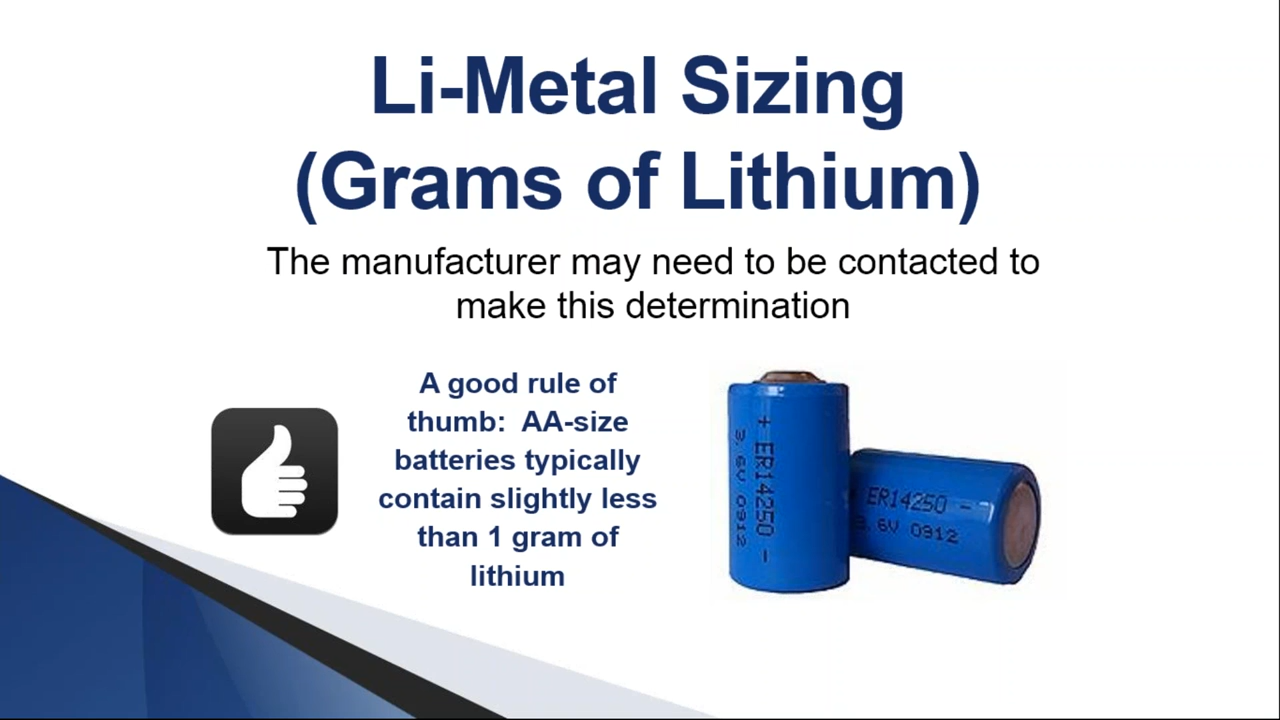 Li-Metal Sizing
(Grams of Lithium)
The manufacturer may need to be contacted to
make this determination
A good rule of
thumb: AA-size
batteries typically
contain slightly less
than 1 gram of
lithium
+ ER14250 -
3.6V 0912
ER14250 -
3.6V 0912